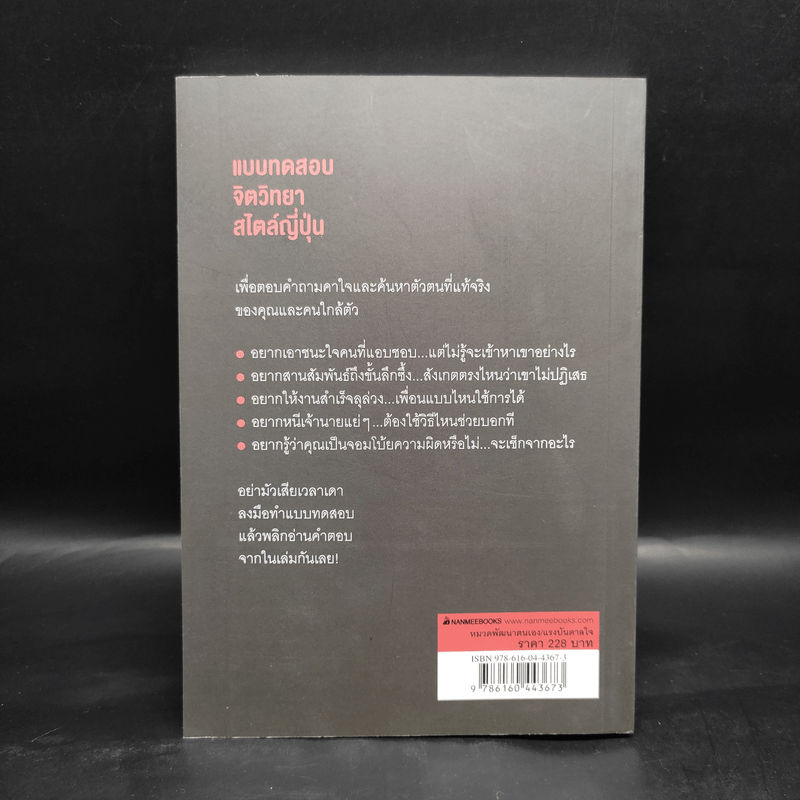 แบบทดสอบ
จิตวิทยา
สไตล์ญี่ปุ่น
เพื่อตอบคำถามคาใจและค้นหาตัวตนที่แท้จริง
ของคุณและคนใกล้ตัว
อยากเอาชนะใจคนที่แอบชอบ...แต่ไม่รู้จะเข้าหาเขาอย่างไร
อยากสานสัมพันธ์ถึงขั้นลึกซึ้ง...สังเกตตรงไหนว่าเขาไม่ปฏิเสธ
อยากให้งานสำเร็จลุล่วง...เพื่อนแบบไหนใช้การได้
อยากหนีเจ้านายแย่ๆ...ต้องใช้วิธีไหนช่วยบอกที
อยากรู้ว่าคุณเป็นจอมโบ้ยความผิดหรือไม่...จะเช็กจากอะไร
อย่ามัวเสียเวลาเดา
ลงมือทำแบบทดสอบ
แล้วพลิกอ่านคำตอบ
จากในเล่มกันเลย!
NANMEEBOOKS www.nanmeebooks.com
หมวดพัฒนาตนเอง/แรงบันดาลใจ
ราคา 228 บาท
ISBN 978-616-04-4367-3
9 786160 443673